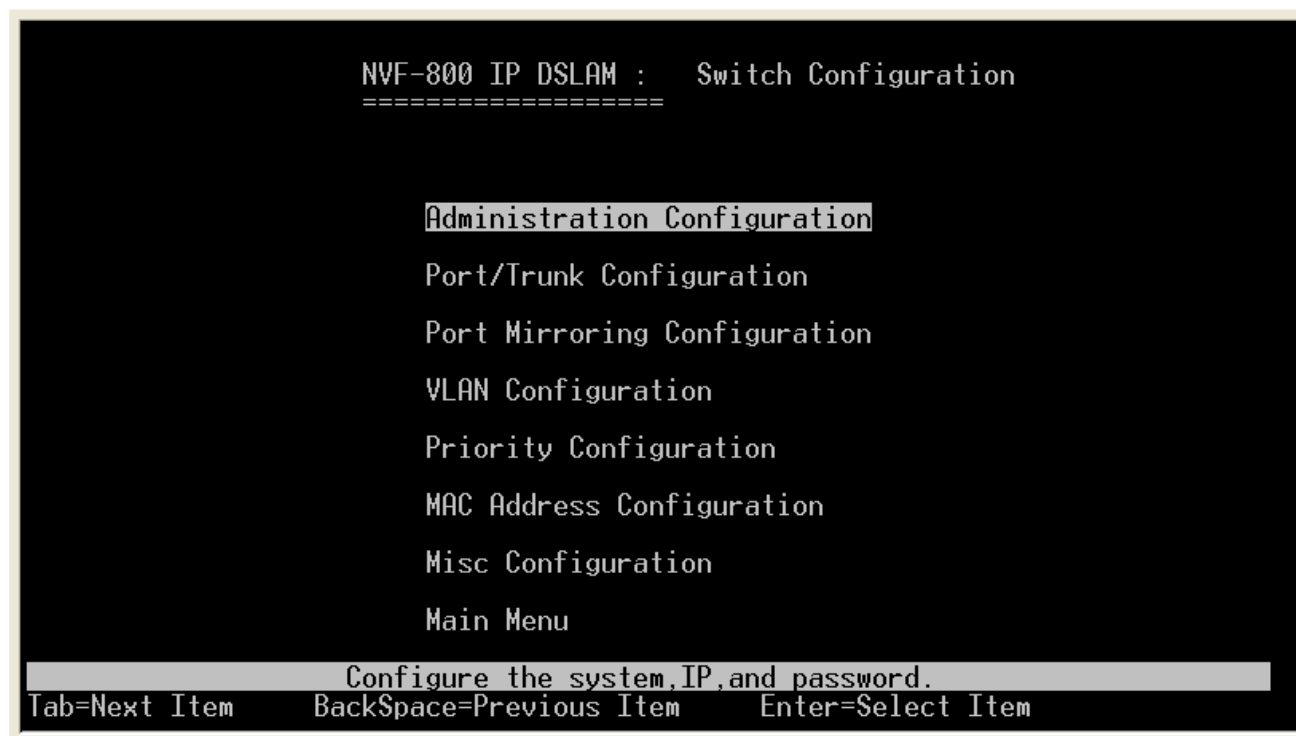 NVF-800 IP DSLAM :   Switch Configuration
===================
Administration Configuration
Port/Trunk Configuration
Port Mirroring Configuration
VLAN Configuration
Priority Configuration
MAC Address Configuration
Misc Configuration
Main Menu
Configure the system,IP,and password.
Tab=Next Item     BackSpace=Previous Item     Enter=Select Item